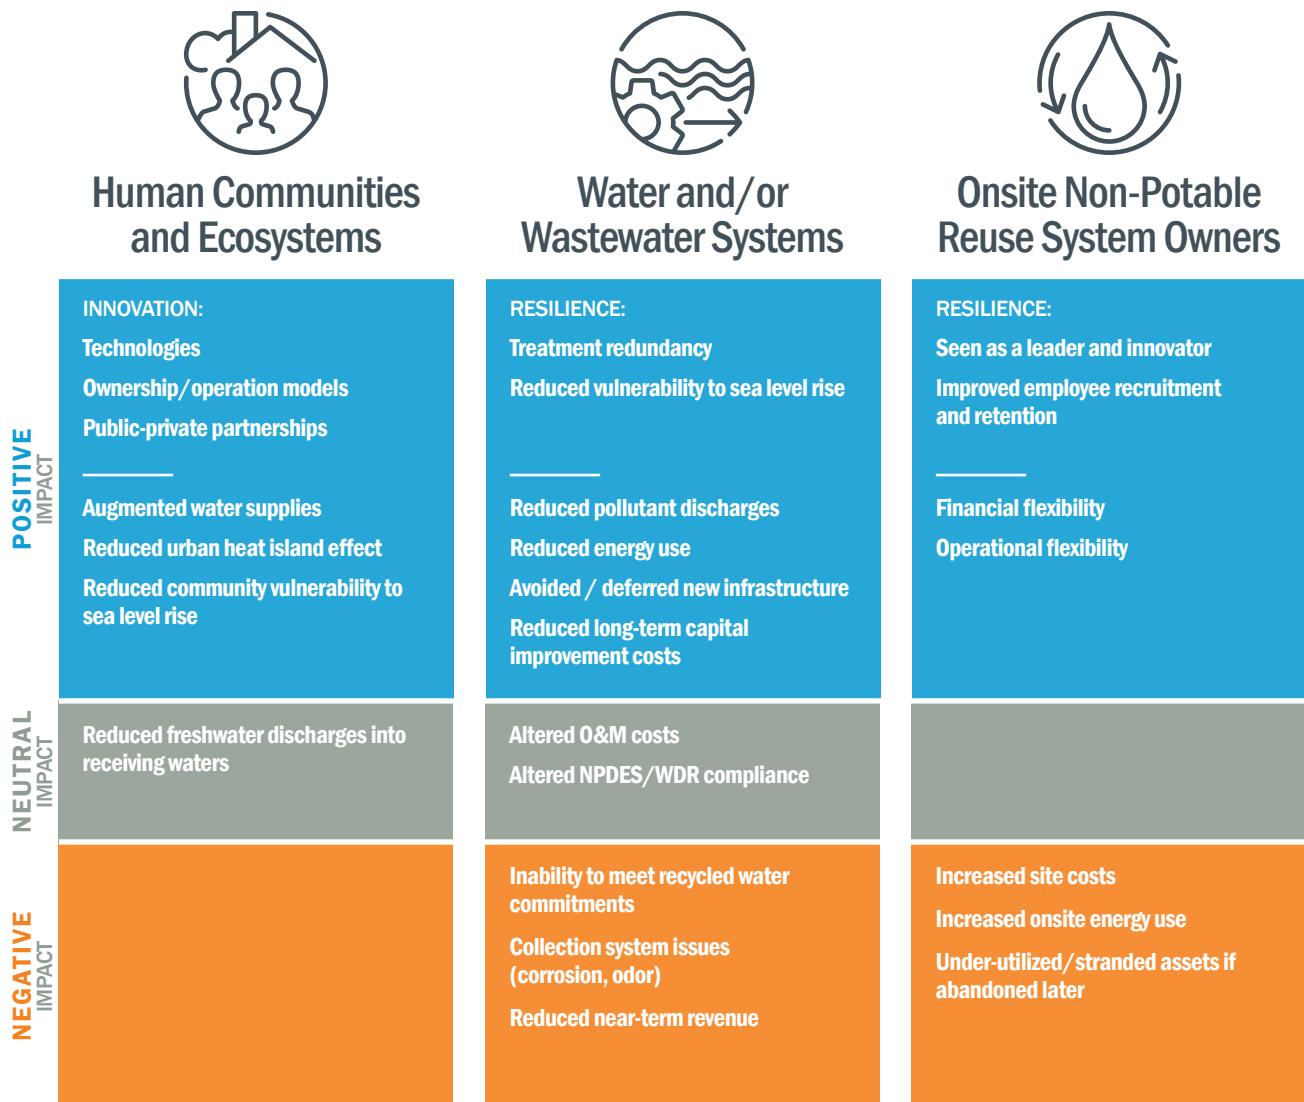 Human Communities
and Ecosystems
Water and/or
Wastewater Systems
Onsite Non-Potable
Reuse System Owners
POSITIVE
IMPACT
INNOVATION:
Technologies
Ownership/operation models
Public-private partnerships
Augmented water supplies
Reduced urban heat island effect
Reduced community vulnerability to
sea level rise
RESILIENCE:
Treatment redundancy
Reduced vulnerability to sea level rise
Reduced pollutant discharges
Reduced energy use
Avoided / deferred new infrastructure
Reduced long-term capital
improvement costs
RESILIENCE:
Seen as a leader and innovator
Improved employee recruitment
and retention
Financial flexibility
Operational flexibility
NEUTRAL
IMPACT
Reduced freshwater discharges into
receiving waters
Altered O&M costs
Altered NPDES/WDR compliance
NEGATIVE
IMPACT
Inability to meet recycled water
commitments
Collection system issues
(corrosion, odor)
Reduced near-term revenue
Increased site costs
Increased onsite energy use
Under-utilized/stranded assets if
abandoned later